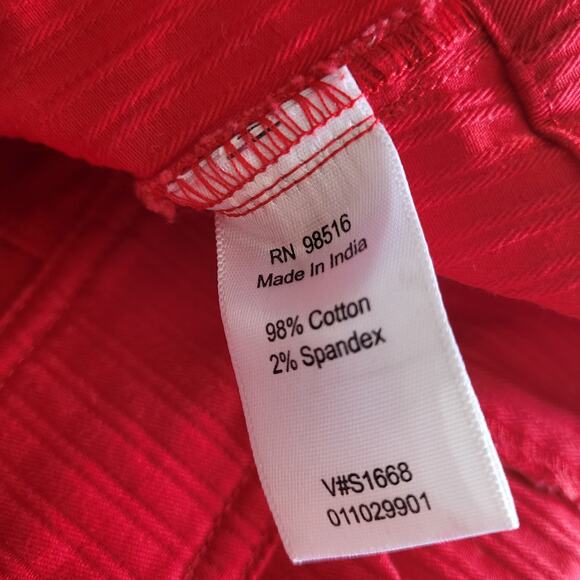 RN 98516
Made In India
98% Cotton
2% Spandex
V#S1668
011029901